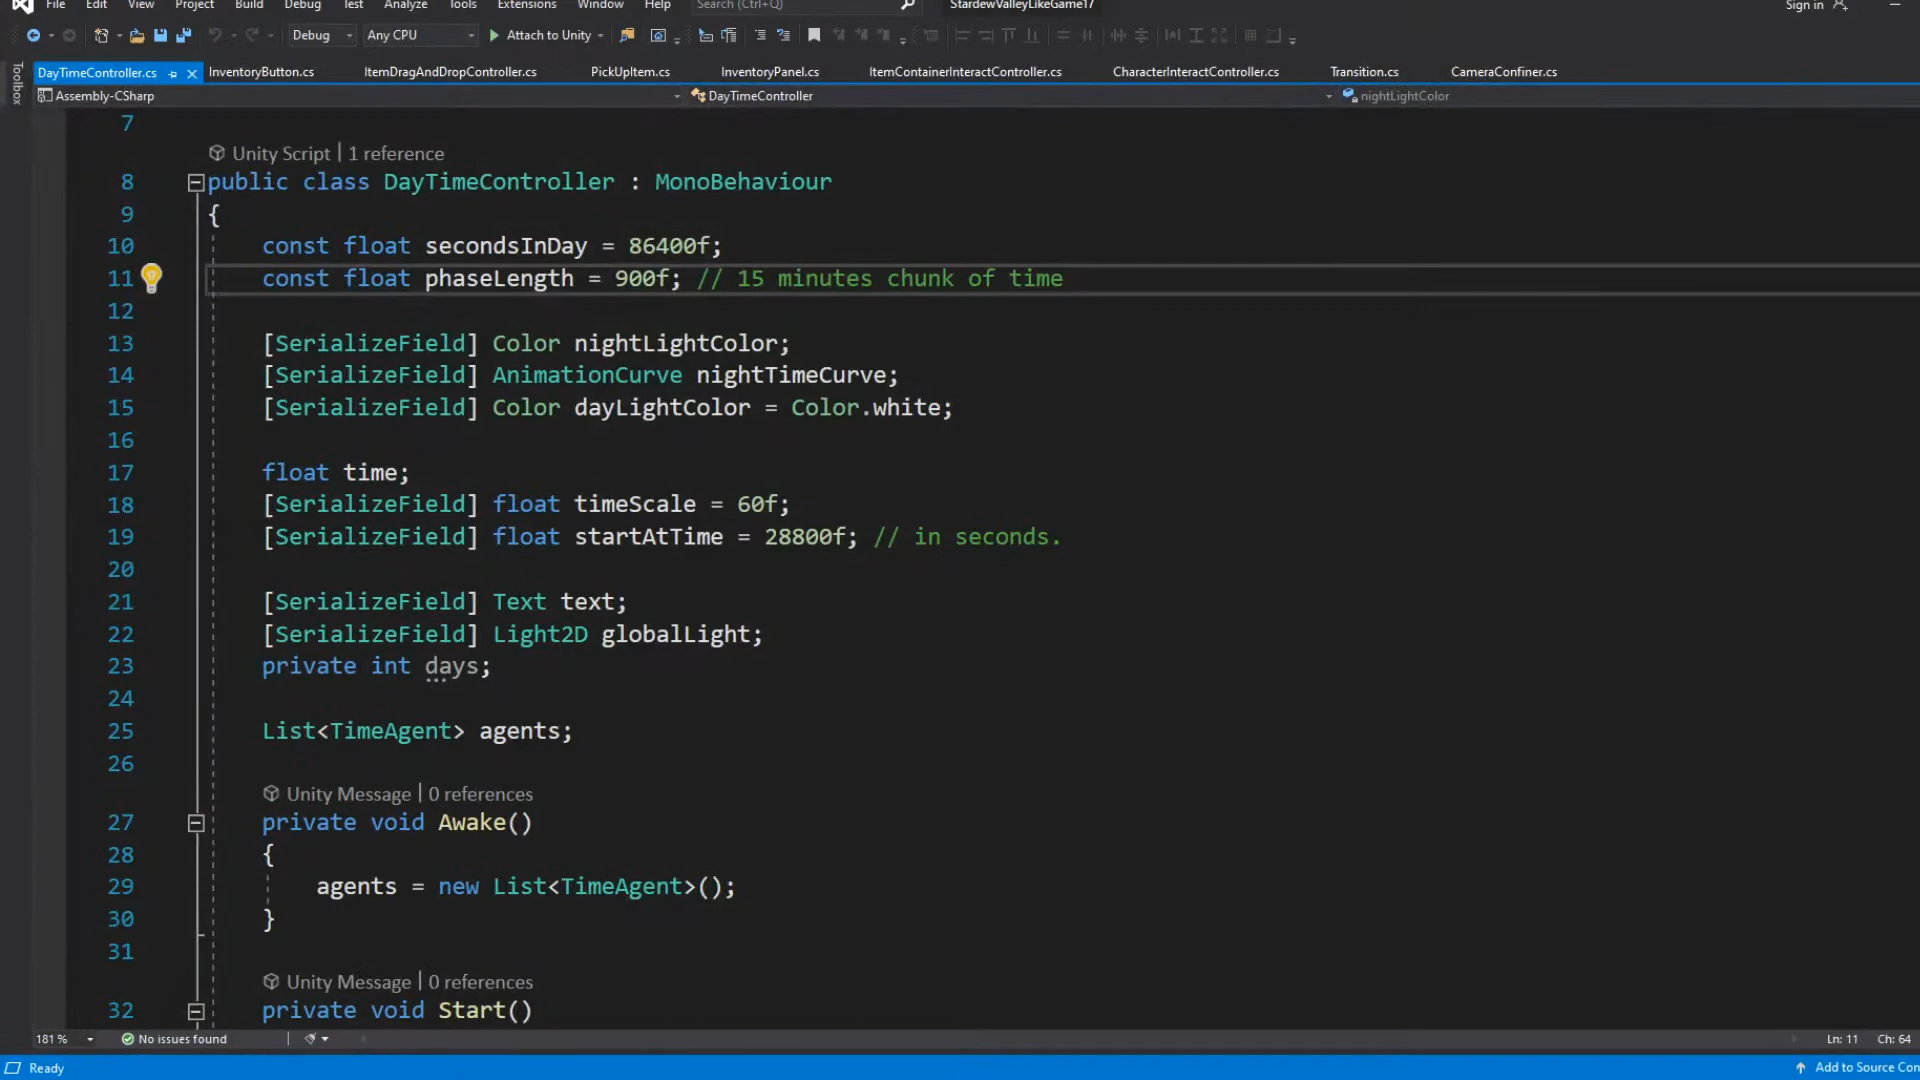 File Edit View Project Build Debug Test Analyze Tools Extensions Window Help Search (Ctrl+Q) StardewValleyLikeGame17 Sign in
Debug Any CPU Attach to Unity
DayTimeController.cs InventoryButton.cs ItemDragAndDropController.cs PickUpItem.cs InventoryPanel.cs ItemContainerInteractController.cs CharacterInteractController.cs Transition.cs CameraConfiner.cs
Toolbox
Assembly-CSharp DayTimeController nightLightColor
7
Unity Script | 1 reference
8 public class DayTimeController : MonoBehaviour
9 {
10 const float secondsInDay = 86400f;
11 const float phaseLength = 900f; // 15 minutes chunk of time
12
13 [SerializeField] Color nightLightColor;
14 [SerializeField] AnimationCurve nightTimeCurve;
15 [SerializeField] Color dayLightColor = Color.white;
16
17 float time;
18 [SerializeField] float timeScale = 60f;
19 [SerializeField] float startAtTime = 28800f; // in seconds.
20
21 [SerializeField] Text text;
22 [SerializeField] Light2D globalLight;
23 private int days;
24
25 List<TimeAgent> agents;
26
Unity Message | 0 references
27 private void Awake()
28 {
29 agents = new List<TimeAgent>();
30 }
31
Unity Message | 0 references
32 private void Start()
181 % No issues found Ln: 11 Ch: 64
Ready Add to Source Con